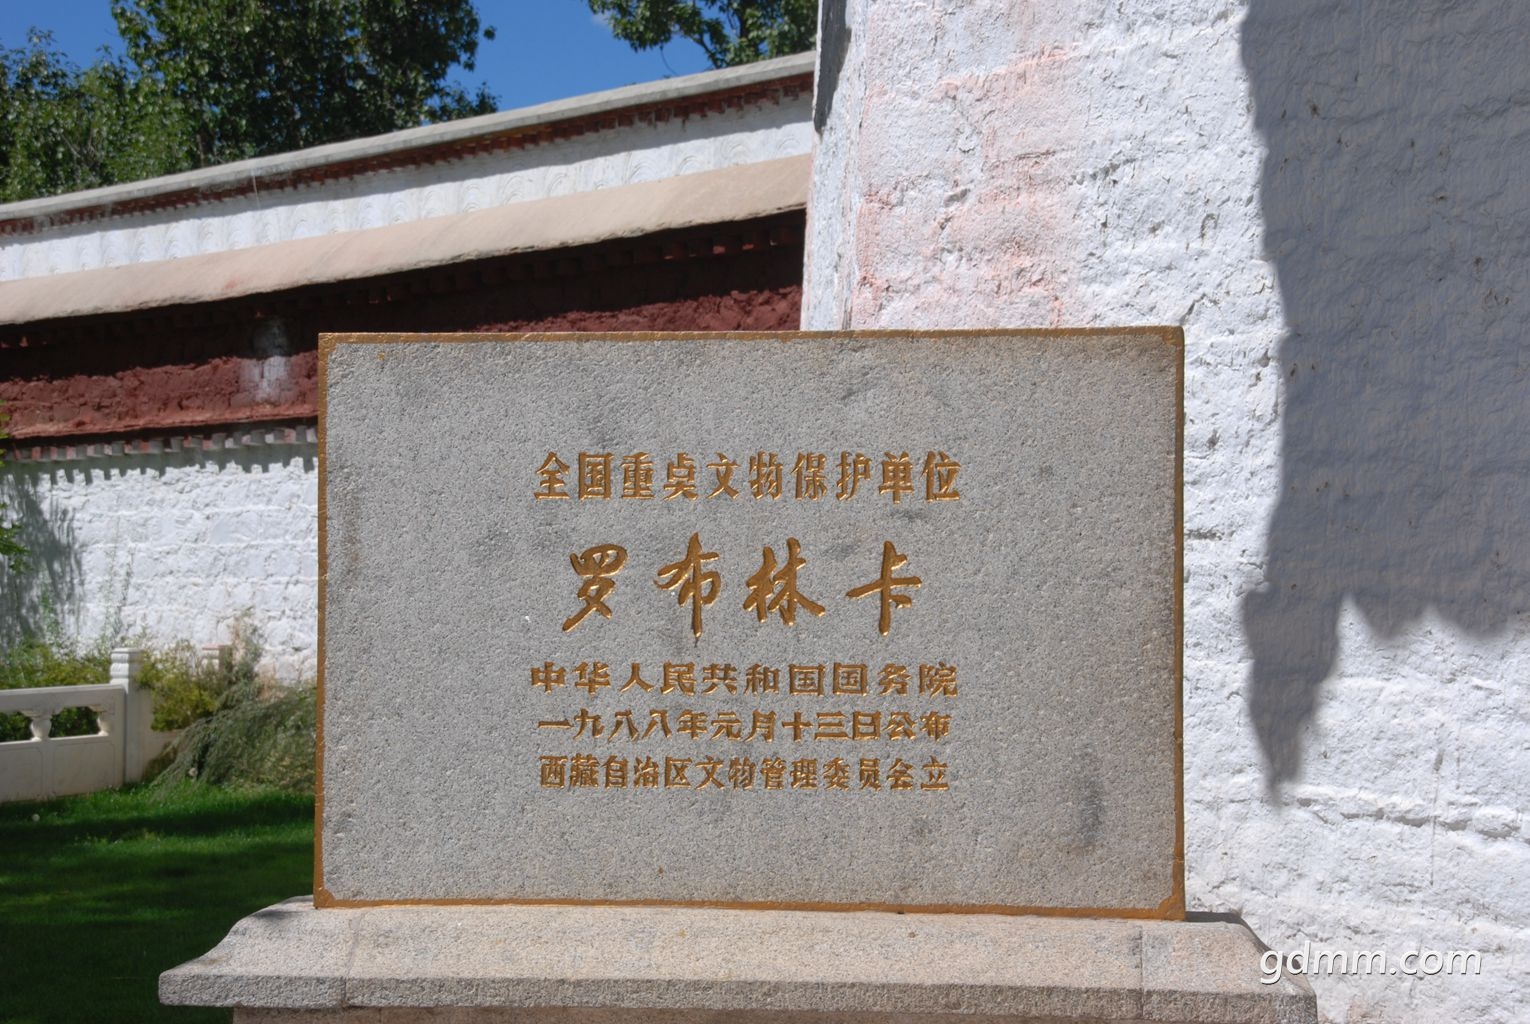 全国重点文物保护单位
罗布林卡
中华人民共和国国务院
一九八八年元月十三日公布
西藏自治区文物管理委员会立
gdmm.com